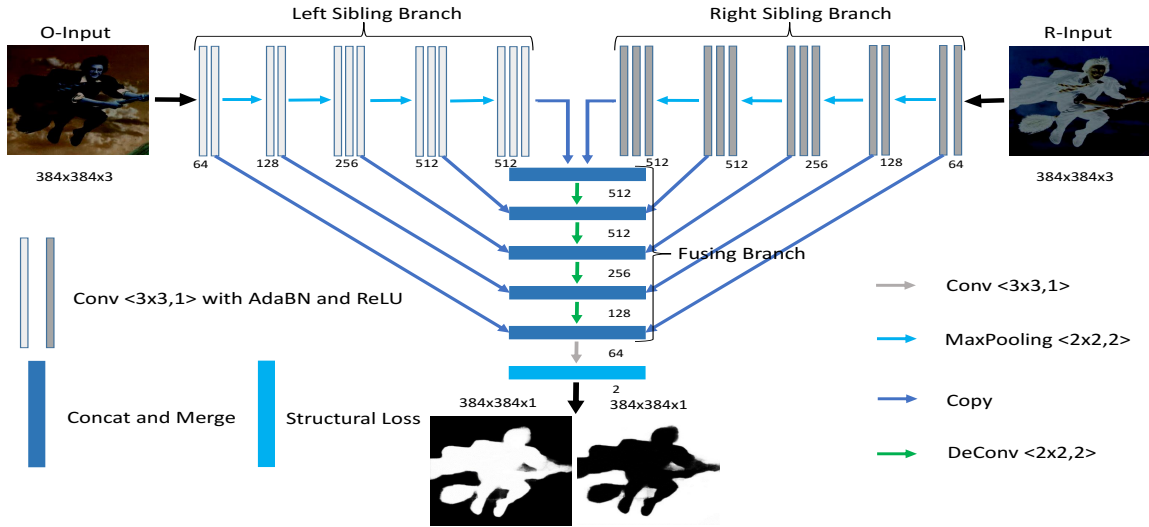 Left Sibling Branch
Right Sibling Branch
O-Input
R-Input
64
128
256
512
512
512
512
256
128
64
384x384x3
384x384x3
512
512
256
128
64
2
Fusing Branch
Conv <3x3,1> with AdaBN and ReLU
Concat and Merge
Structural Loss
384x384x1
384x384x1
Conv <3x3,1>
MaxPooling <2x2,2>
Copy
DeConv <2x2,2>